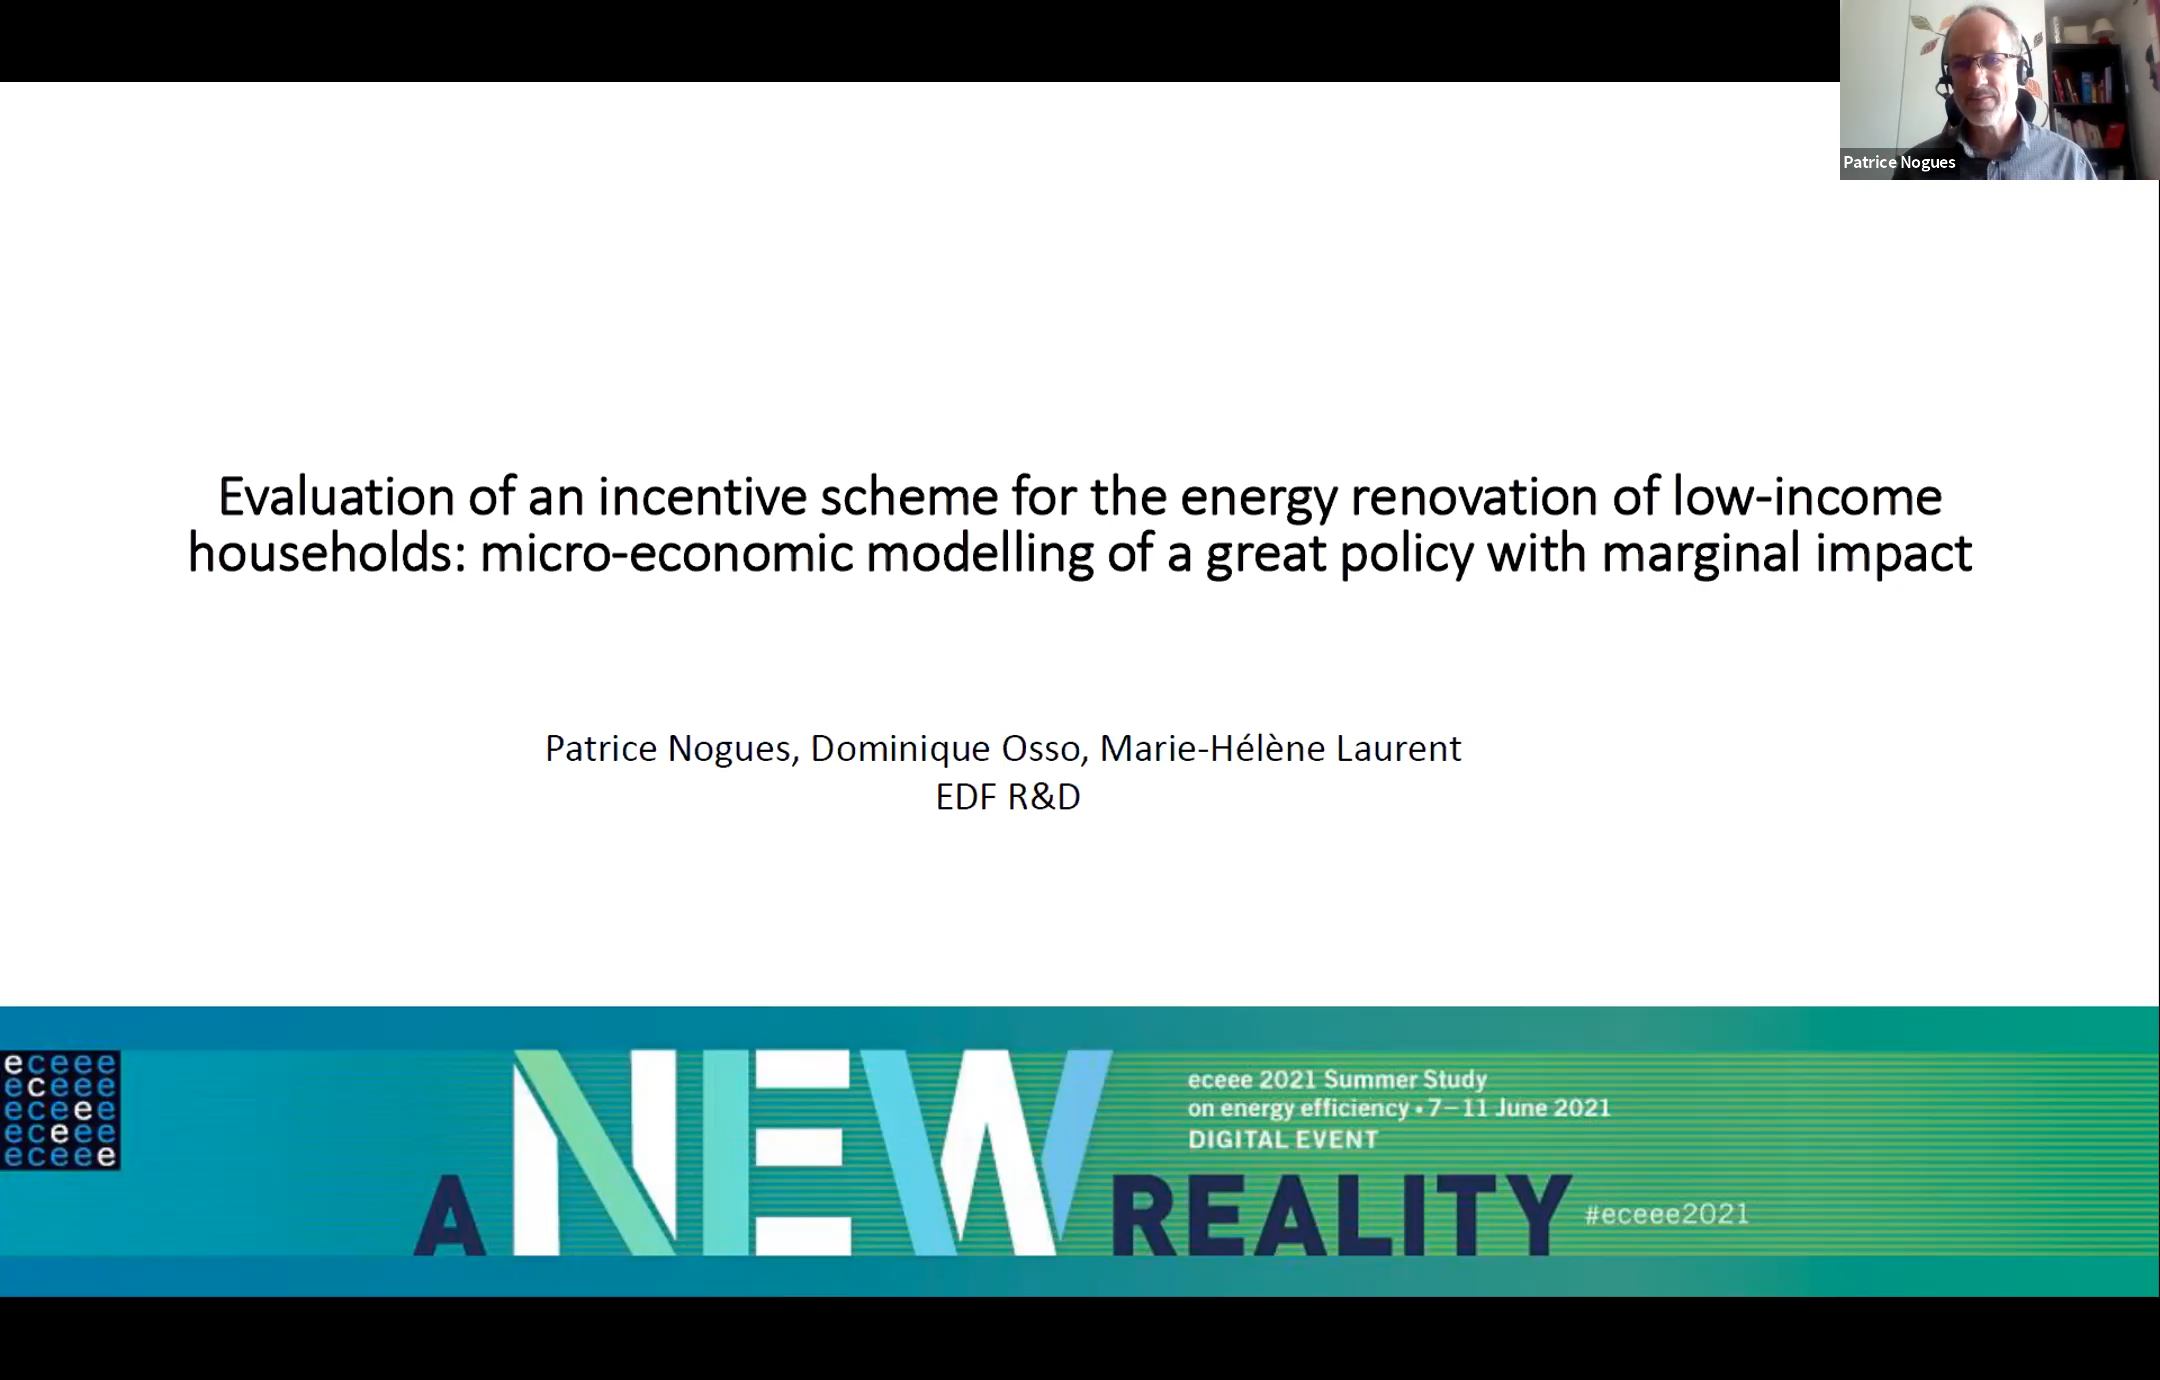 Patrice Nogues
Evaluation of an incentive scheme for the energy renovation of low-income
households: micro-economic modelling of a great policy with marginal impact
Patrice Nogues, Dominique Osso, Marie-Hélène Laurent
EDF R&D
eceee
eceee
eceee
eceee
eceee
A NEW REALITY
eceee 2021 Summer Study
on energy efficiency • 7–11 June 2021
DIGITAL EVENT
#eceee2021